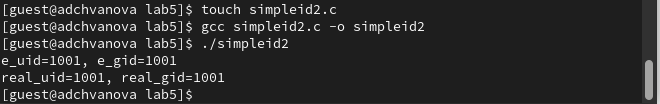 [guest@adchvanova lab5]$ touch simpleid2.c
[guest@adchvanova lab5]$ gcc simpleid2.c -o simpleid2
[guest@adchvanova lab5]$ ./simpleid2
e_uid=1001, e_gid=1001
real_uid=1001, real_gid=1001
[guest@adchvanova lab5]$